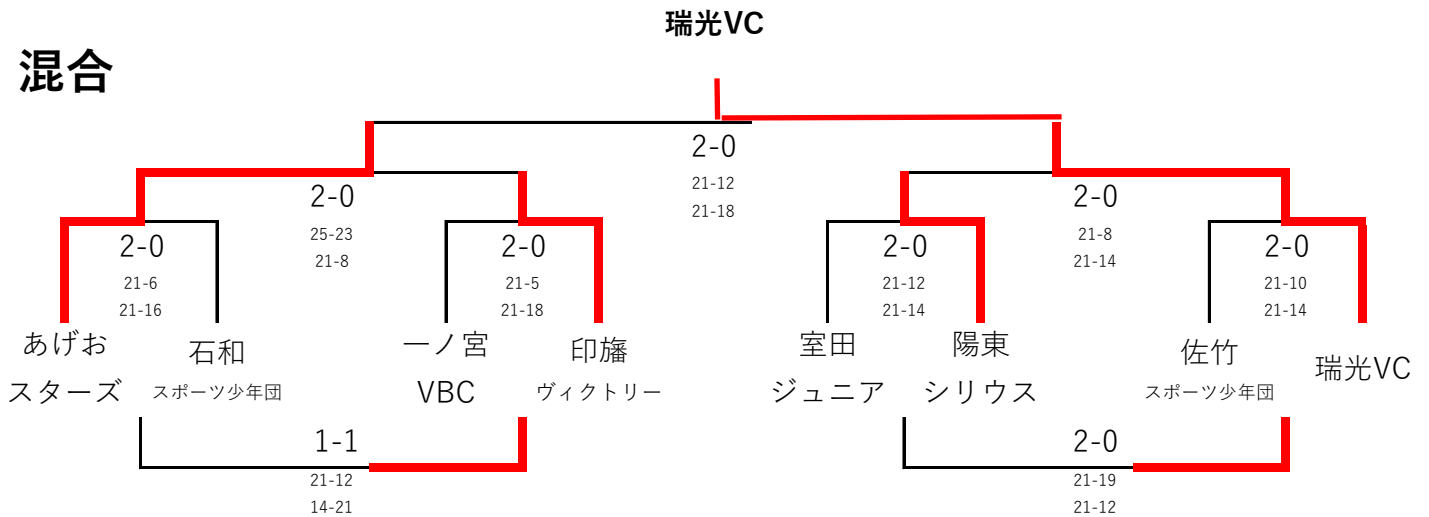 瑞光VC
混合
2-0
21-12
21-18
2-0
25-23
21-8
2-0
21-8
21-14
2-0
21-6
21-16
2-0
21-5
21-18
2-0
21-12
21-14
2-0
21-10
21-14
あげお
スターズ
石和
スポーツ少年団
一ノ宮
VBC
印旛
ヴィクトリー
室田
ジュニア
陽東
シリウス
佐竹
スポーツ少年団
瑞光VC
1-1
21-12
14-21
2-0
21-19
21-12